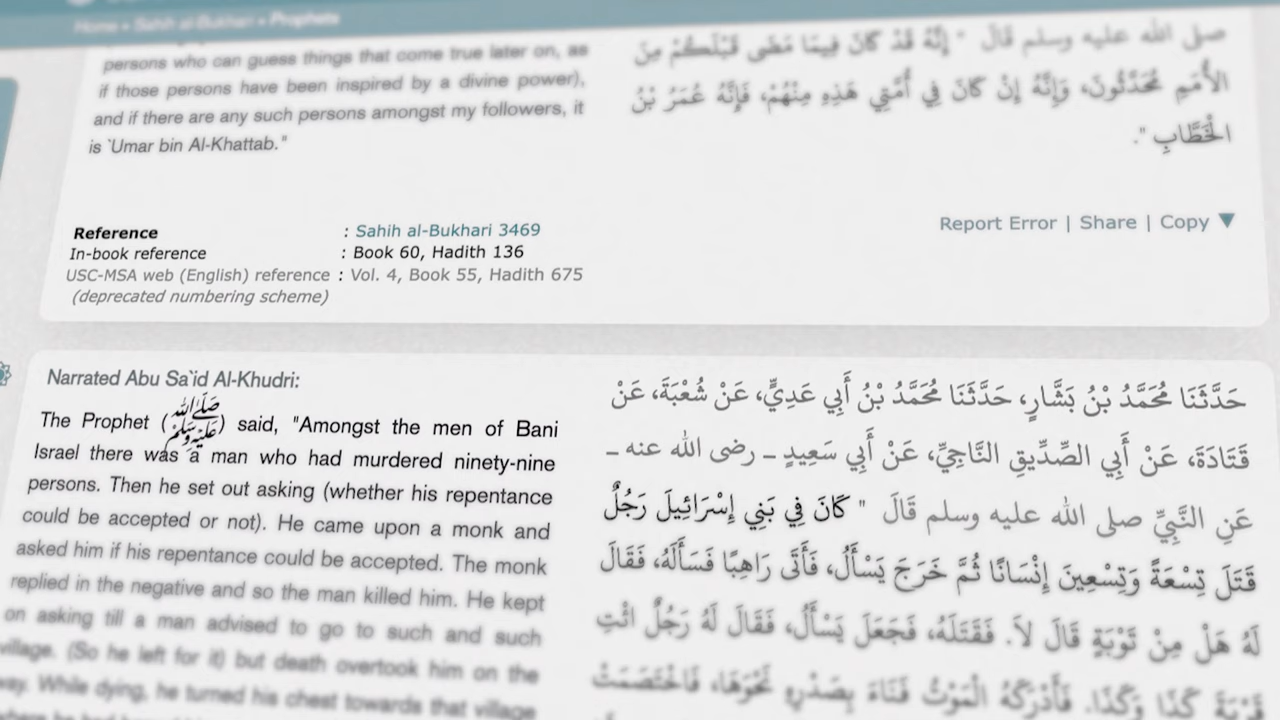 Home » Sahih al-Bukhari » Prophets
persons who can guess things that come true later on, as
if those persons have been inspired by a divine power),
and if there are any such persons amongst my followers, it
is `Umar bin Al-Khattab."
صلى الله عليه وسلم قَالَ " إِنَّهُ قَدْ كَانَ فِيمَا مَضَى قَبْلَكُمْ مِنَ
الأُمَمِ مُحَدَّثُونَ، وَإِنَّهُ إِنْ كَانَ فِي أُمَّتِي هَذِهِ مِنْهُمْ، فَإِنَّهُ عُمَرُ بْنُ
الْخَطَّابِ ".
Reference : Sahih al-Bukhari 3469
In-book reference : Book 60, Hadith 136
USC-MSA web (English) reference : Vol. 4, Book 55, Hadith 675
(deprecated numbering scheme)
Report Error | Share | Copy ▼
Narrated Abu Sa`id Al-Khudri:
The Prophet (ﷺ) said, "Amongst the men of Bani
Israel there was a man who had murdered ninety-nine
persons. Then he set out asking (whether his repentance
could be accepted or not). He came upon a monk and
asked him if his repentance could be accepted. The monk
replied in the negative and so the man killed him. He kept
on asking till a man advised to go to such and such
village. (So he left for it) but death overtook him on the
way. While dying, he turned his chest towards that village
حَدَّثَنَا مُحَمَّدُ بْنُ بَشَّارٍ، حَدَّثَنَا مُحَمَّدُ بْنُ أَبِي عَدِيٍّ، عَنْ شُعْبَةَ، عَنْ
قَتَادَةَ، عَنْ أَبِي الصِّدِّيقِ النَّاجِيِّ، عَنْ أَبِي سَعِيدٍ ـ رضى الله عنه ـ
عَنِ النَّبِيِّ صلى الله عليه وسلم قَالَ " كَانَ فِي بَنِي إِسْرَائِيلَ رَجُلٌ
قَتَلَ تِسْعَةً وَتِسْعِينَ إِنْسَانًا ثُمَّ خَرَجَ يَسْأَلُ، فَأَتَى رَاهِبًا فَسَأَلَهُ، فَقَالَ
لَهُ هَلْ مِنْ تَوْبَةٍ قَالَ لاَ. فَقَتَلَهُ، فَجَعَلَ يَسْأَلُ، فَقَالَ لَهُ رَجُلٌ ائْتِ
قَرْيَةَ كَذَا وَكَذَا. فَأَدْرَكَهُ الْمَوْتُ فَنَاءَ بِصَدْرِهِ نَحْوَهَا، فَاخْتَصَمَتْ